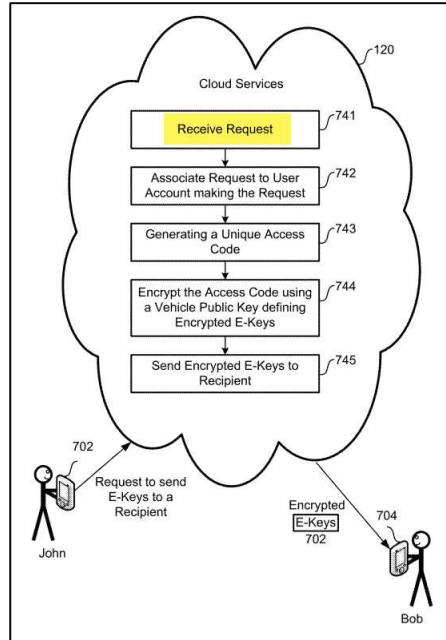 120
Cloud Services
Receive Request
741
Associate Request to User
Account making the Request
742
Generating a Unique Access
Code
743
Encrypt the Access Code using
a Vehicle Public Key defining
Encrypted E-Keys
744
Send Encrypted E-Keys to
Recipient
745
702
Request to send
E-Keys to a
Recipient
John
Encrypted
E-Keys
702
704
Bob